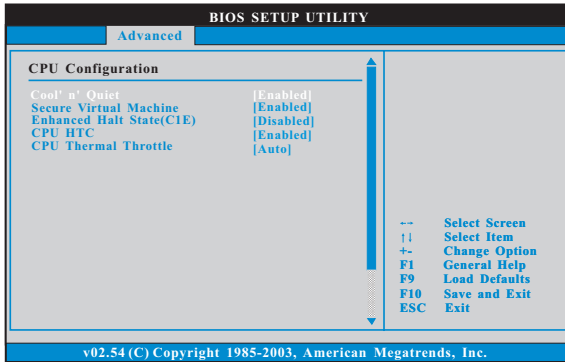 BIOS SETUP UTILITY
Advanced
CPU Configuration
Cool' n' Quiet [Enabled]
Secure Virtual Machine [Enabled]
Enhanced Halt State(C1E) [Disabled]
CPU HTC [Enabled]
CPU Thermal Throttle [Auto]
←→ Select Screen
↑↓ Select Item
+- Change Option
F1 General Help
F9 Load Defaults
F10 Save and Exit
ESC Exit
v02.54 (C) Copyright 1985-2003, American Megatrends, Inc.